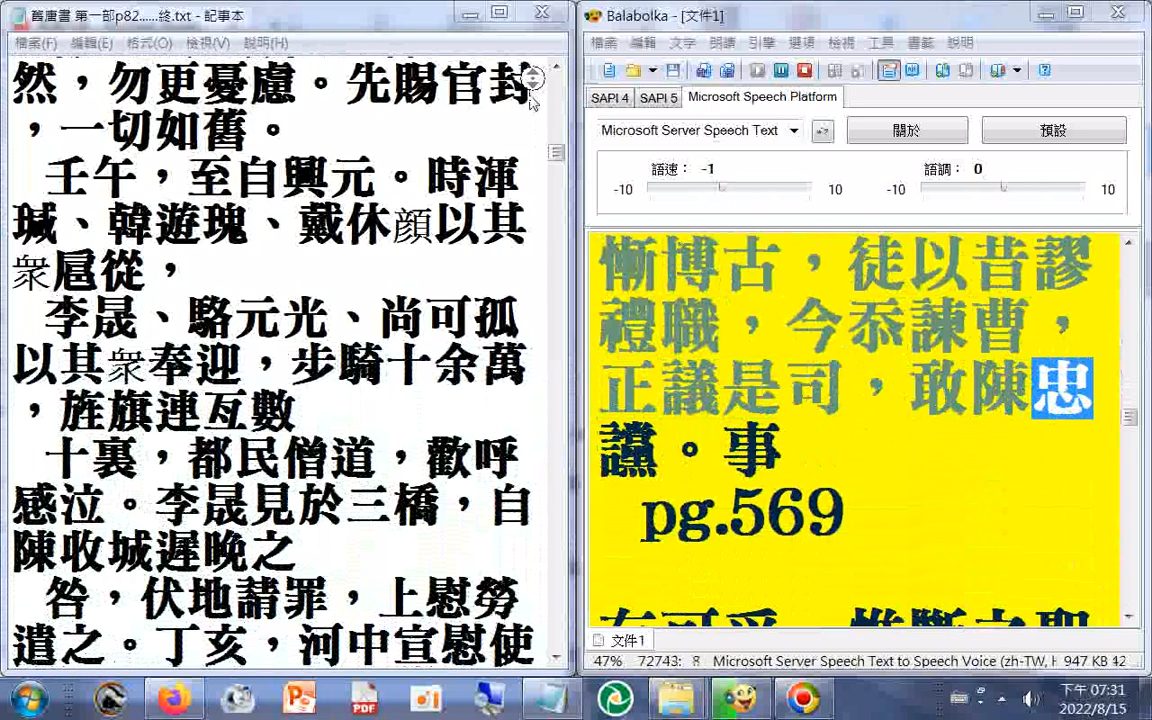 舊唐書 第一部p82......終.txt - 記事本
檔案(F) 編輯(E) 格式(O) 檢視(V) 說明(H)
然，勿更憂慮。先賜官封
，一切如舊。
壬午，至自興元。時渾
瑊、韓遊瑰、戴休顔以其
衆扈從，
李晟、駱元光、尚可孤
以其衆奉迎，步騎十余萬
，旌旗連亙數
十裏，都民僧道，歡呼
感泣。李晟見於三橋，自
陳收城遲晚之
咎，伏地請罪，上慰勞
遣之。丁亥，河中宣慰使
Balabolka - [文件1]
檔案 編輯 文字 朗讀 引擎 選項 檢視 工具 書籤 說明
SAPI 4 SAPI 5 Microsoft Speech Platform
Microsoft Server Speech Text
關於 預設
語速： -1 語調： 0
-10 10 -10 10
慚博古，徒以昔謬
禮職，今忝諫曹，
正議是司，敢陳忠
讜。事
pg.569
文件1
47% 72743: 8 Microsoft Server Speech Text to Speech Voice (zh-TW, 947 KB 42
下午 07:31
2022/8/15